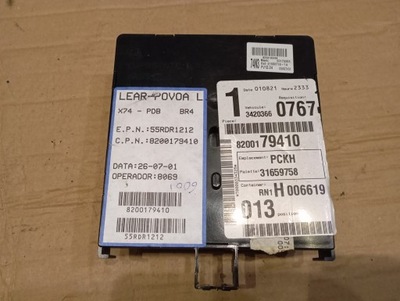 LEAR-POVOA L
X74 - PDB BR4
E.P.N.: 55RDR1212
C.P.N.: 8200179410
DATA: 26-07-01
OPERADOR: 8069
8200179410
55RDR1212
Date 010821 Heure 2333
1
3420366
0767
8200179410
Emplacement
PCKH
Palette
31659758
Container
RN1 H 006619
013